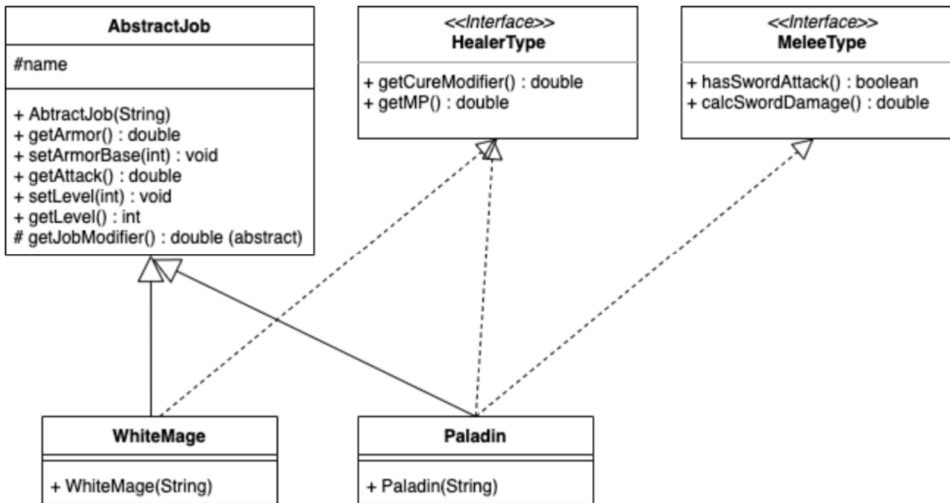 AbstractJob
#name
+ AbtractJob(String)
+ getArmor() : double
+ setArmorBase(int) : void
+ getAttack() : double
+ setLevel(int) : void
+ getLevel() : int
# getJobModifier() : double (abstract)
<<Interface>>
HealerType
+ getCureModifier() : double
+ getMP() : double
<<Interface>>
MeleeType
+ hasSwordAttack() : boolean
+ calcSwordDamage() : double
WhiteMage
+ WhiteMage(String)
Paladin
+ Paladin(String)